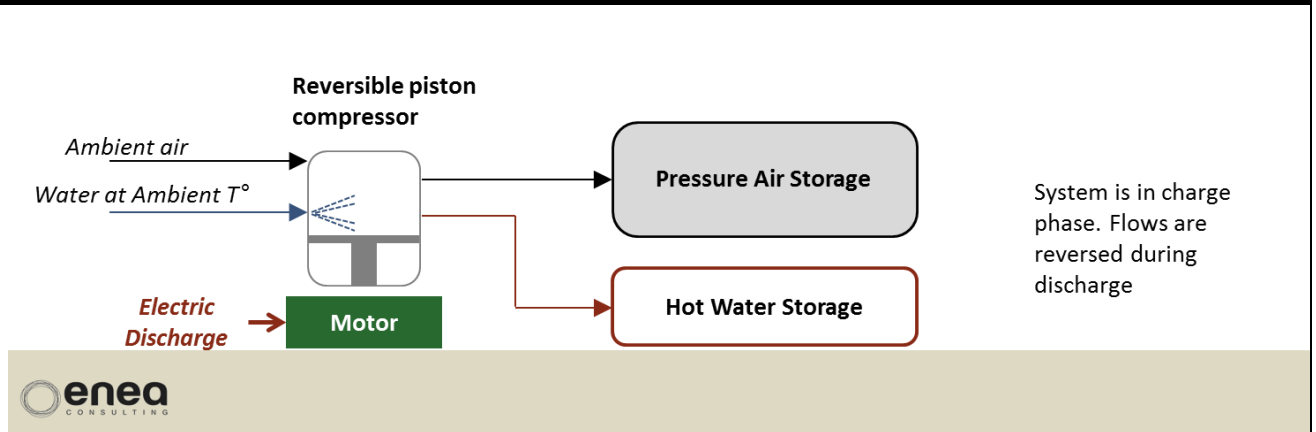 Reversible piston
compressor
Ambient air
Water at Ambient T°
Pressure Air Storage
System is in charge
phase. Flows are
reversed during
discharge
Hot Water Storage
Electric
Discharge
Motor
enea
CONSULTING